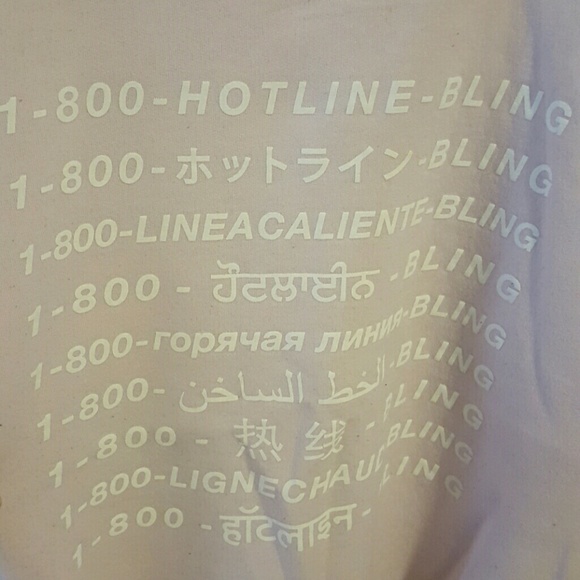 1-800-HOTLINE-BLING
1-800-ホットライン-BLING
1-800-LINEACALIENTE-BLING
1-800-ਹੌਟਲਾਈਨ-BLING
1-800-горячая линия-BLING
1-800-الخط الساخن-BLING
1-800-热线-BLING
1-800-LIGNECHAUD-BLING
1-800-हॉटलाइन-